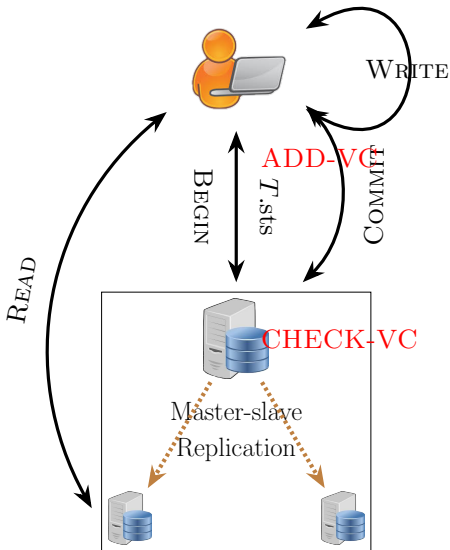 WRITE
ADD-VC
COMMIT
BEGIN
T.sts
READ
CHECK-VC
Master-slave
Replication